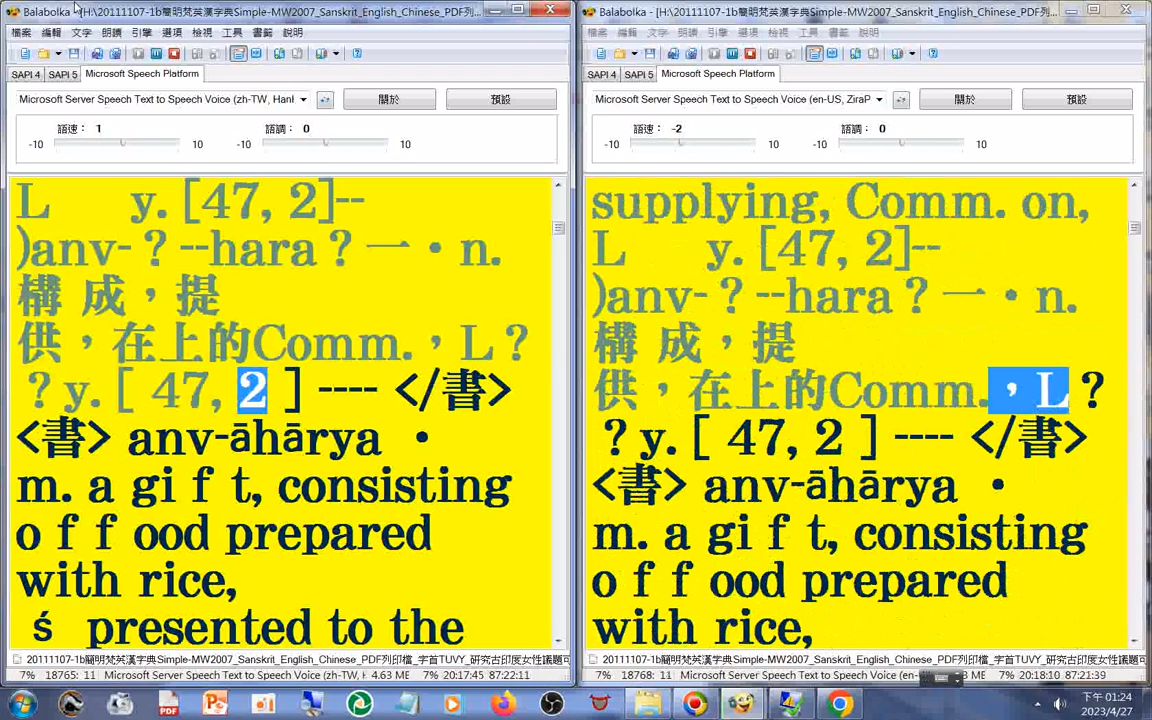 Balabolka - [H:\20111107-1b簡明梵英漢字典Simple-MW2007_Sanskrit_English_Chinese_PDF列...
檔案 編輯 文字 朗讀 引擎 選項 檢視 工具 書籤 說明
SAPI 4 SAPI 5 Microsoft Speech Platform
Microsoft Server Speech Text to Speech Voice (zh-TW, Hanl 關於 預設
語速： 1 語調： 0
-10 10 -10 10
L y. [47, 2]--
)anv-？--hara？一・n.
構 成，提
供，在上的Comm.，L？
？y. [ 47, 2 ] ---- </書>
<書> anv-āhārya •
m. a gi f t, consisting
o f f ood prepared
with rice,
ś presented to the
20111107-1b簡明梵英漢字典Simple-MW2007_Sanskrit_English_Chinese_PDF列印檔_字首TUVY_研究古印度女性議題可
7% 18765: 11 Microsoft Server Speech Text to Speech Voice (zh-TW, H 4.63 ME 7% 20:17:45 87:22:11
Balabolka - [H:\20111107-1b簡明梵英漢字典Simple-MW2007_Sanskrit_English_Chinese_PDF列印...
檔案 編輯 文字 朗讀 引擎 選項 檢視 工具 書籤 說明
SAPI 4 SAPI 5 Microsoft Speech Platform
Microsoft Server Speech Text to Speech Voice (en-US, ZiraP 關於 預設
語速： -2 語調： 0
-10 10 -10 10
supplying, Comm. on,
L y. [47, 2]--
)anv-？--hara？一・n.
構 成，提
供，在上的Comm.，L？
？y. [ 47, 2 ] ---- </書>
<書> anv-āhārya •
m. a gi f t, consisting
o f f ood prepared
with rice,
20111107-1b簡明梵英漢字典Simple-MW2007_Sanskrit_English_Chinese_PDF列印檔_字首TUVY_研究古印度女性議題可
7% 18768: 11 Microsoft Server Speech Text to Speech Voice (en-US, Z 7% 20:18:10 87:21:39
下午 01:24
2023/4/27